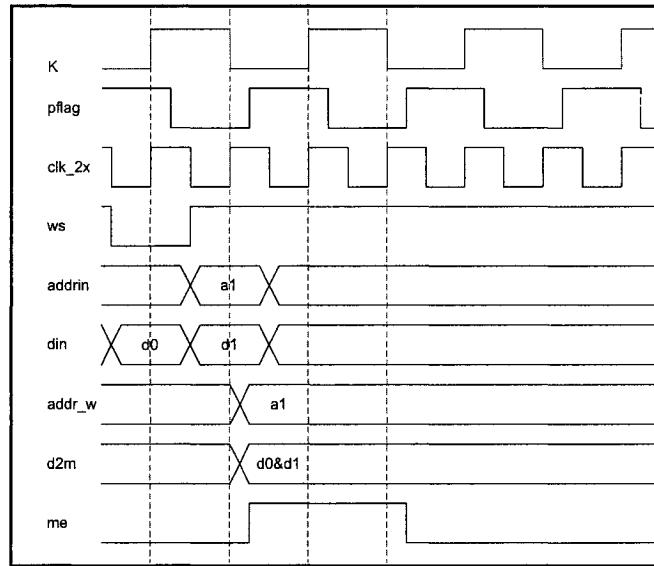 K
pflag
clk_2x
ws
addrin
a1
din
d0
d1
addr_w
a1
d2m
d0&d1
me